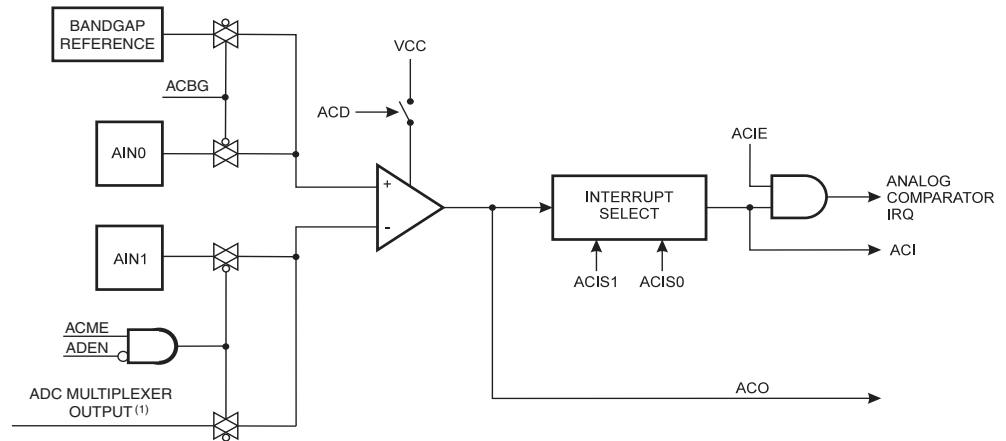 BANDGAP
REFERENCE
VCC
ACBG
ACD
AIN0
ACIE
+
INTERRUPT
SELECT
ANALOG
COMPARATOR
IRQ
-
AIN1
ACI
ACIS1 ACIS0
ACME
ADEN
ADC MULTIPLEXER
OUTPUT (1)
ACO